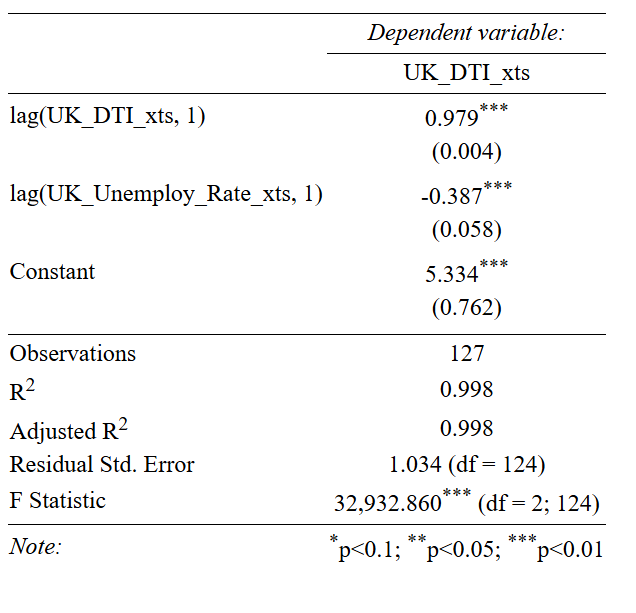 Dependent variable:
UK_DTI_xts
lag(UK_DTI_xts, 1) 0.979***
(0.004)
lag(UK_Unemploy_Rate_xts, 1) -0.387***
(0.058)
Constant 5.334***
(0.762)
Observations 127
R2 0.998
Adjusted R2 0.998
Residual Std. Error 1.034 (df = 124)
F Statistic 32,932.860*** (df = 2; 124)
Note: *p<0.1; **p<0.05; ***p<0.01